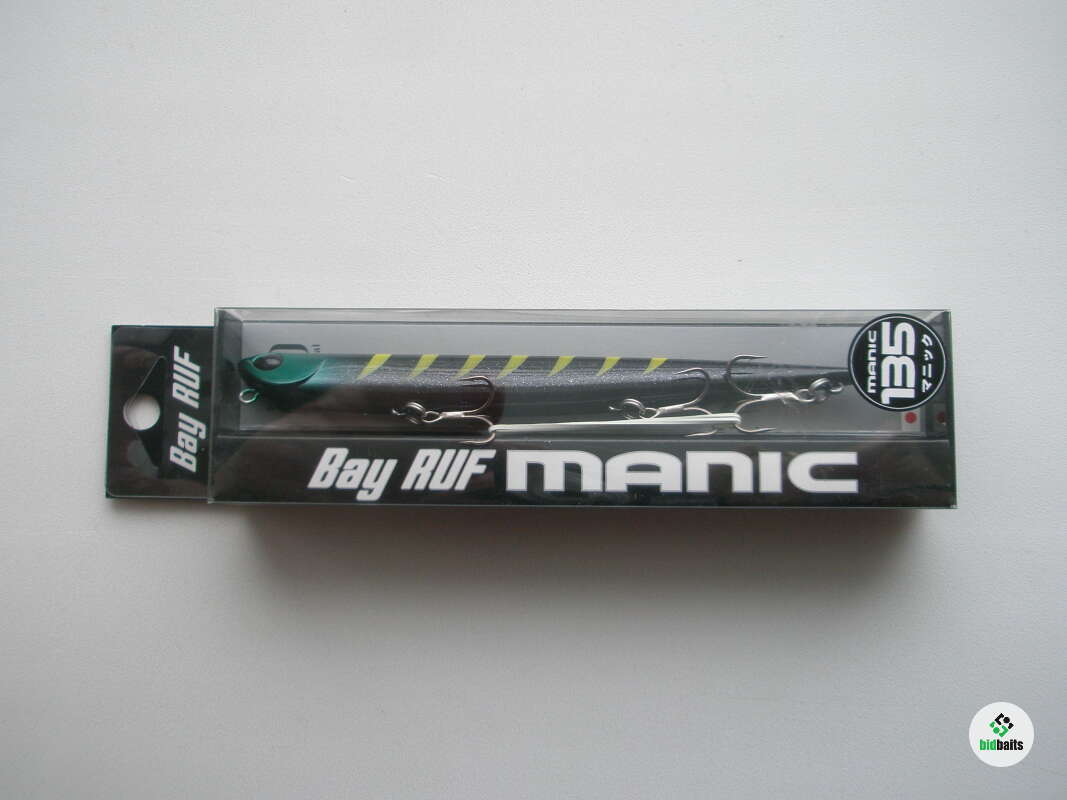 Bay RUF
Bay RUF MANIC
MANIC
135
マニック
bidbaits